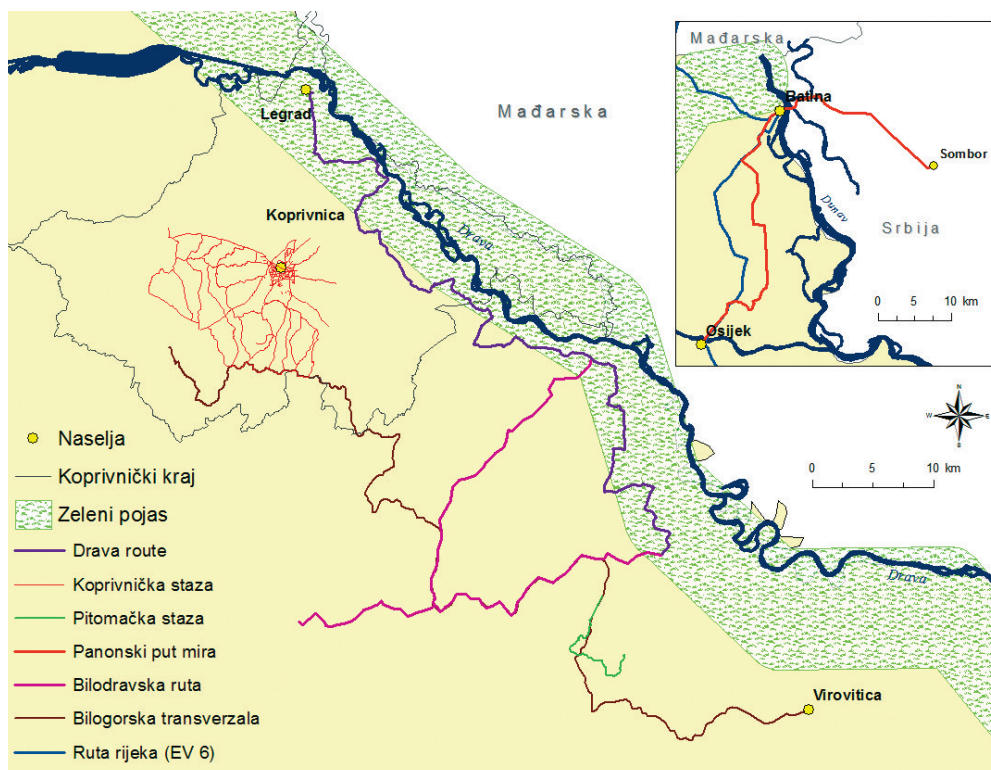 Legrad
Mađarska
Koprivnica
Drava
Drava
Virovitica
N
W
E
S
0 5 10 km
Mađarska
Batina
Sombor
Dunav
Srbija
0 5 10 km
Osijek
Naselja
Koprivnički kraj
Zeleni pojas
Drava route
Koprivnička staza
Pitomačka staza
Panonski put mira
Bilodravska ruta
Bilogorska transverzala
Ruta rijeka (EV 6)